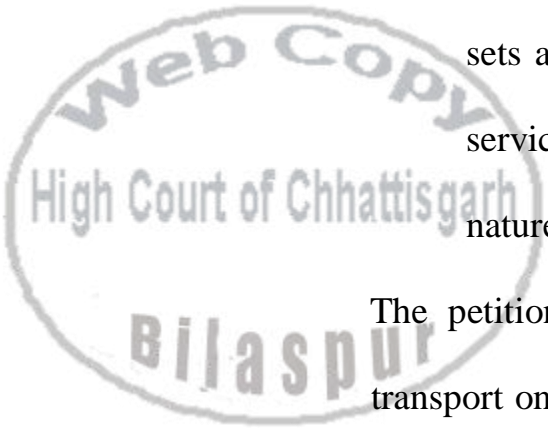 Web Copy
sets a
servic
High Court of Chhattisgarh
nature
The petition
Bilaspur
transport on